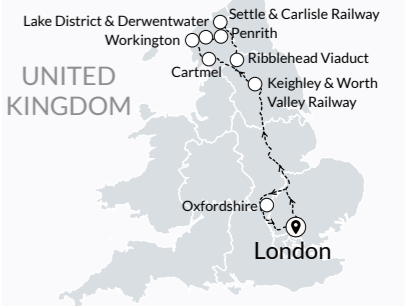 Settle & Carlisle Railway
Lake District & Derwentwater
Penrith
Workington
Ribblehead Viaduct
Cartmel
UNITED
KINGDOM
Keighley & Worth
Valley Railway
Oxfordshire
London